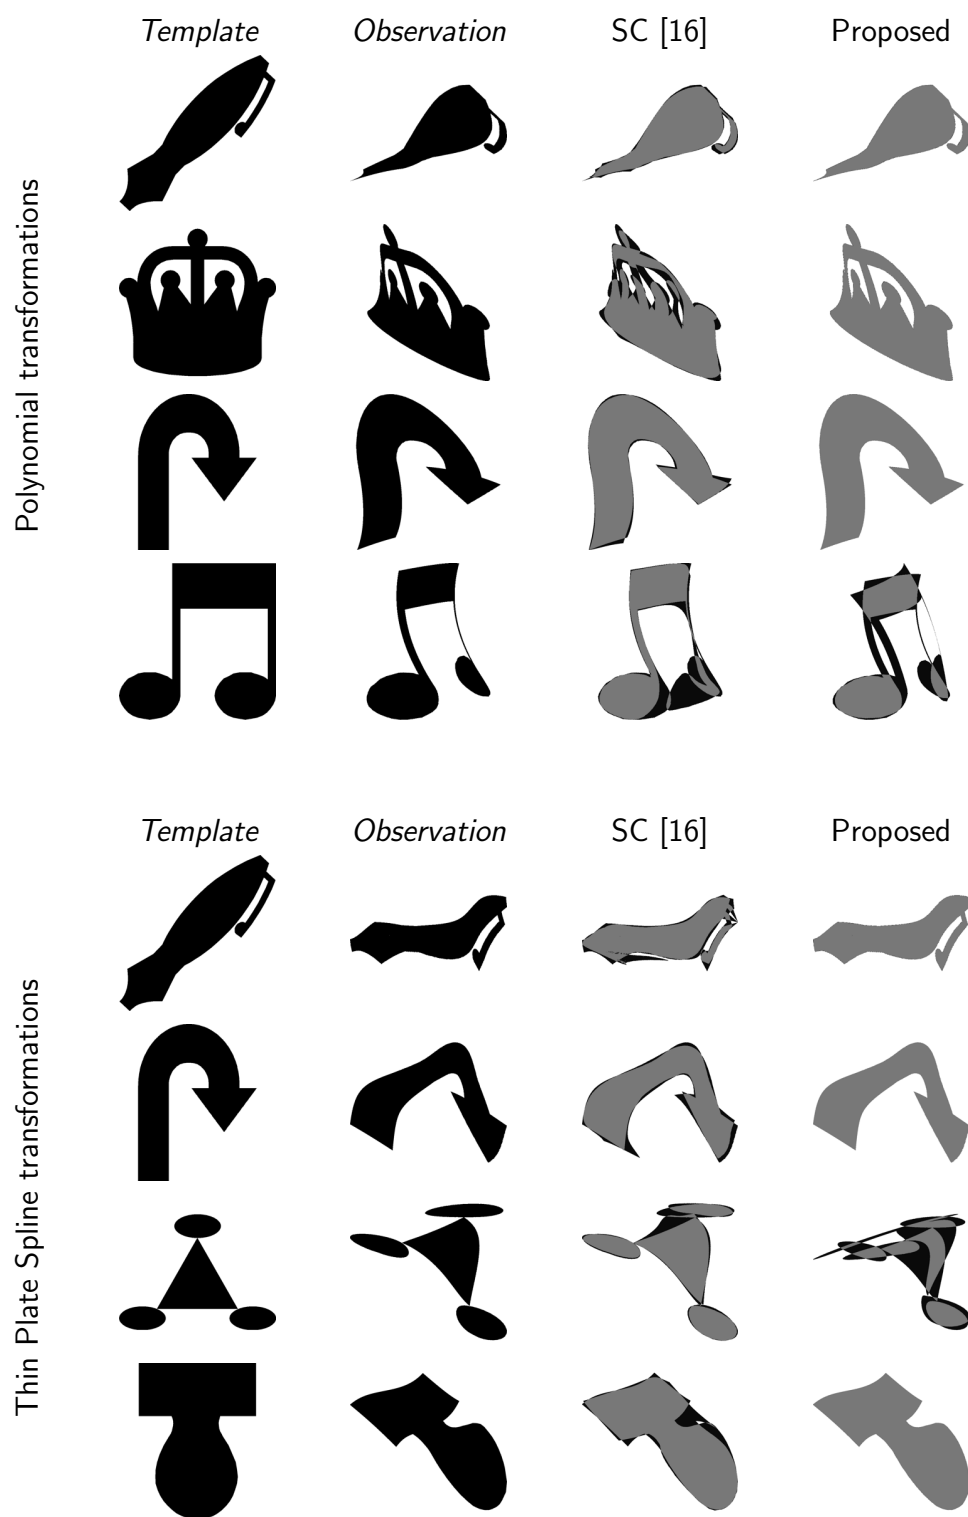 Template Observation SC [16] Proposed
Polynomial transformations
Template Observation SC [16] Proposed
Thin Plate Spline transformations